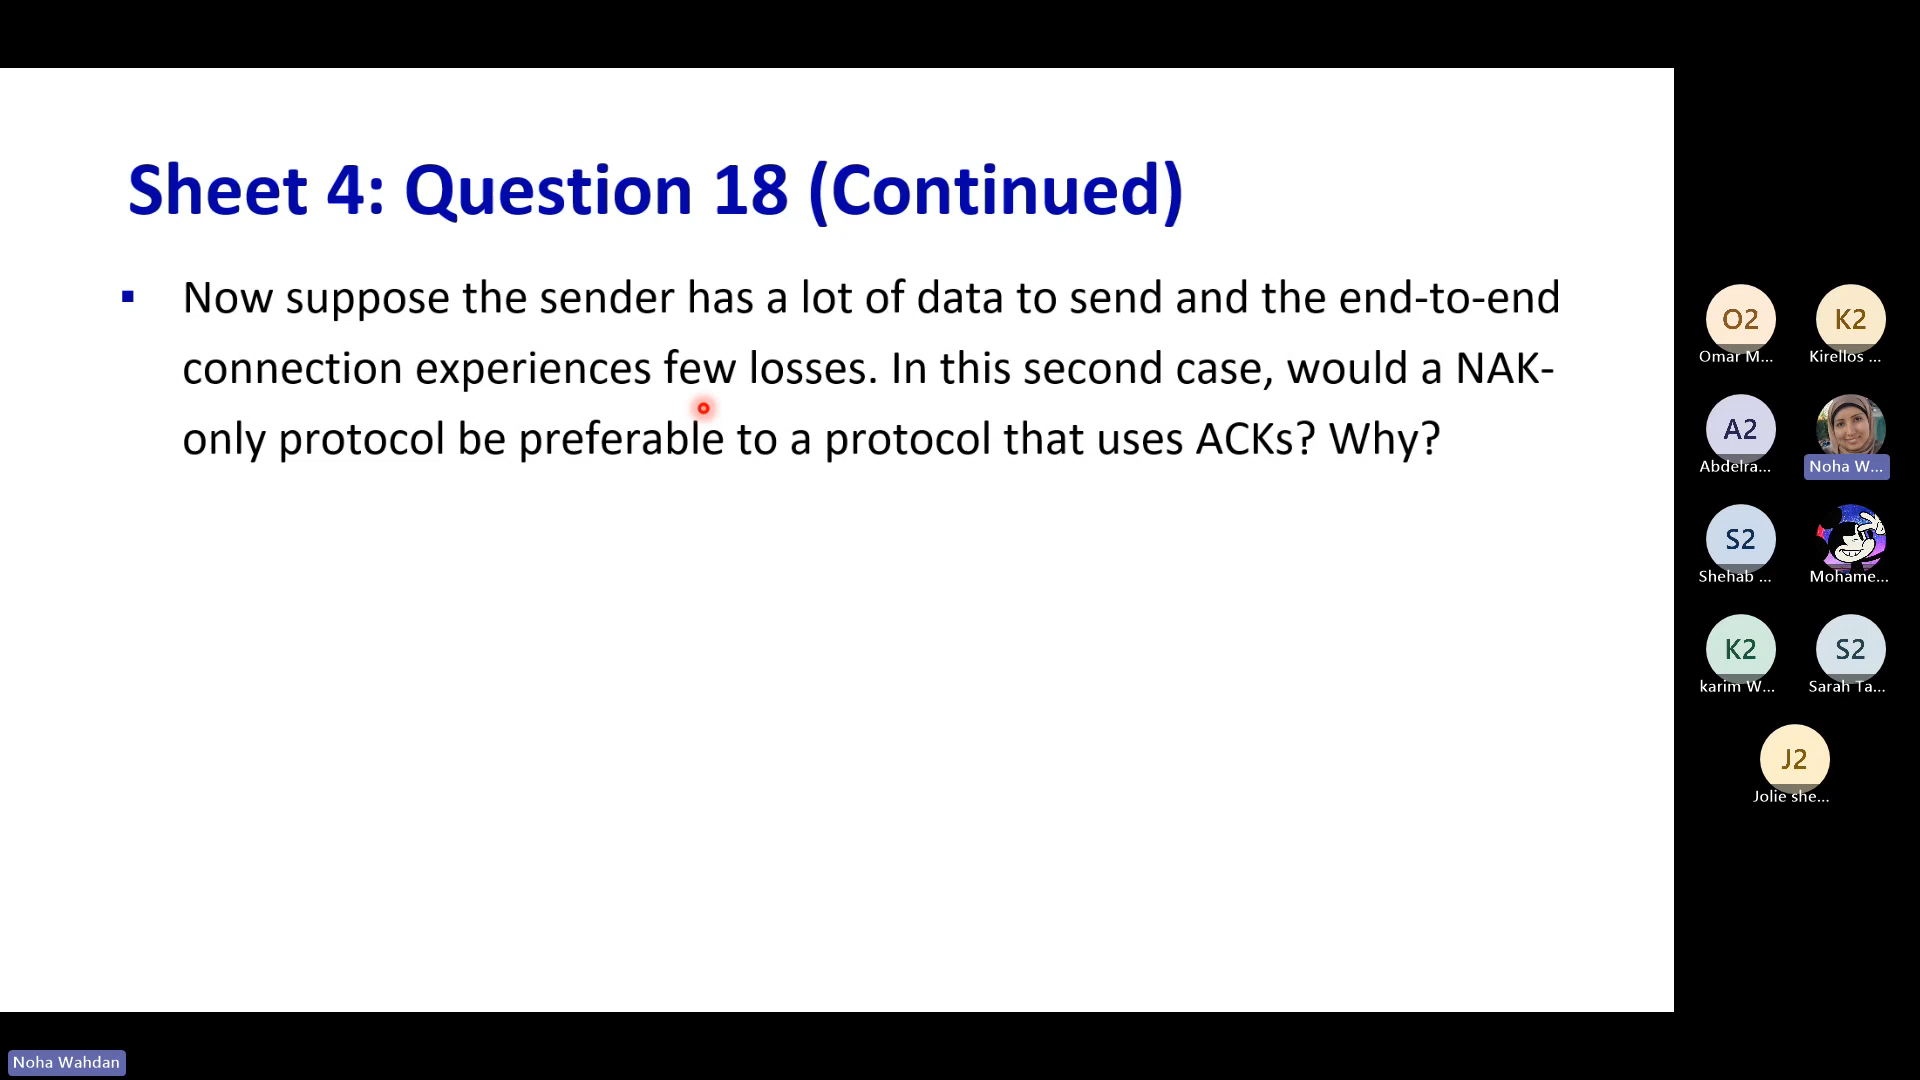 Sheet 4: Question 18 (Continued)
▪ Now suppose the sender has a lot of data to send and the end-to-end
connection experiences few losses. In this second case, would a NAK-
only protocol be preferable to a protocol that uses ACKs? Why?
O2 K2
Omar M... Kirellos ...
A2
Abdelra... Noha W...
S2
Shehab ... Mohame...
K2 S2
karim W... Sarah Ta...
J2
Jolie she...
Noha Wahdan